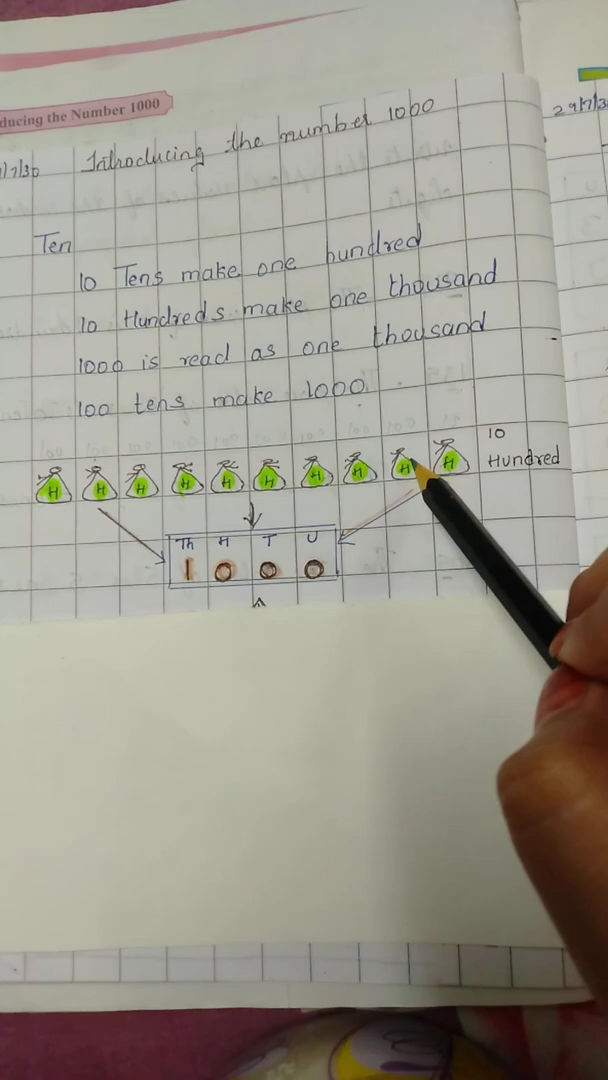 ducing the Number 1000
Introducing the number 1000
Ten
10 Tens make one hundred
10 Hundreds make one thousand
1000 is read as one thousand
100 tens make 1000.
H H H H H H H H H H
10
Hundred
Th H T U
1 0 0 0